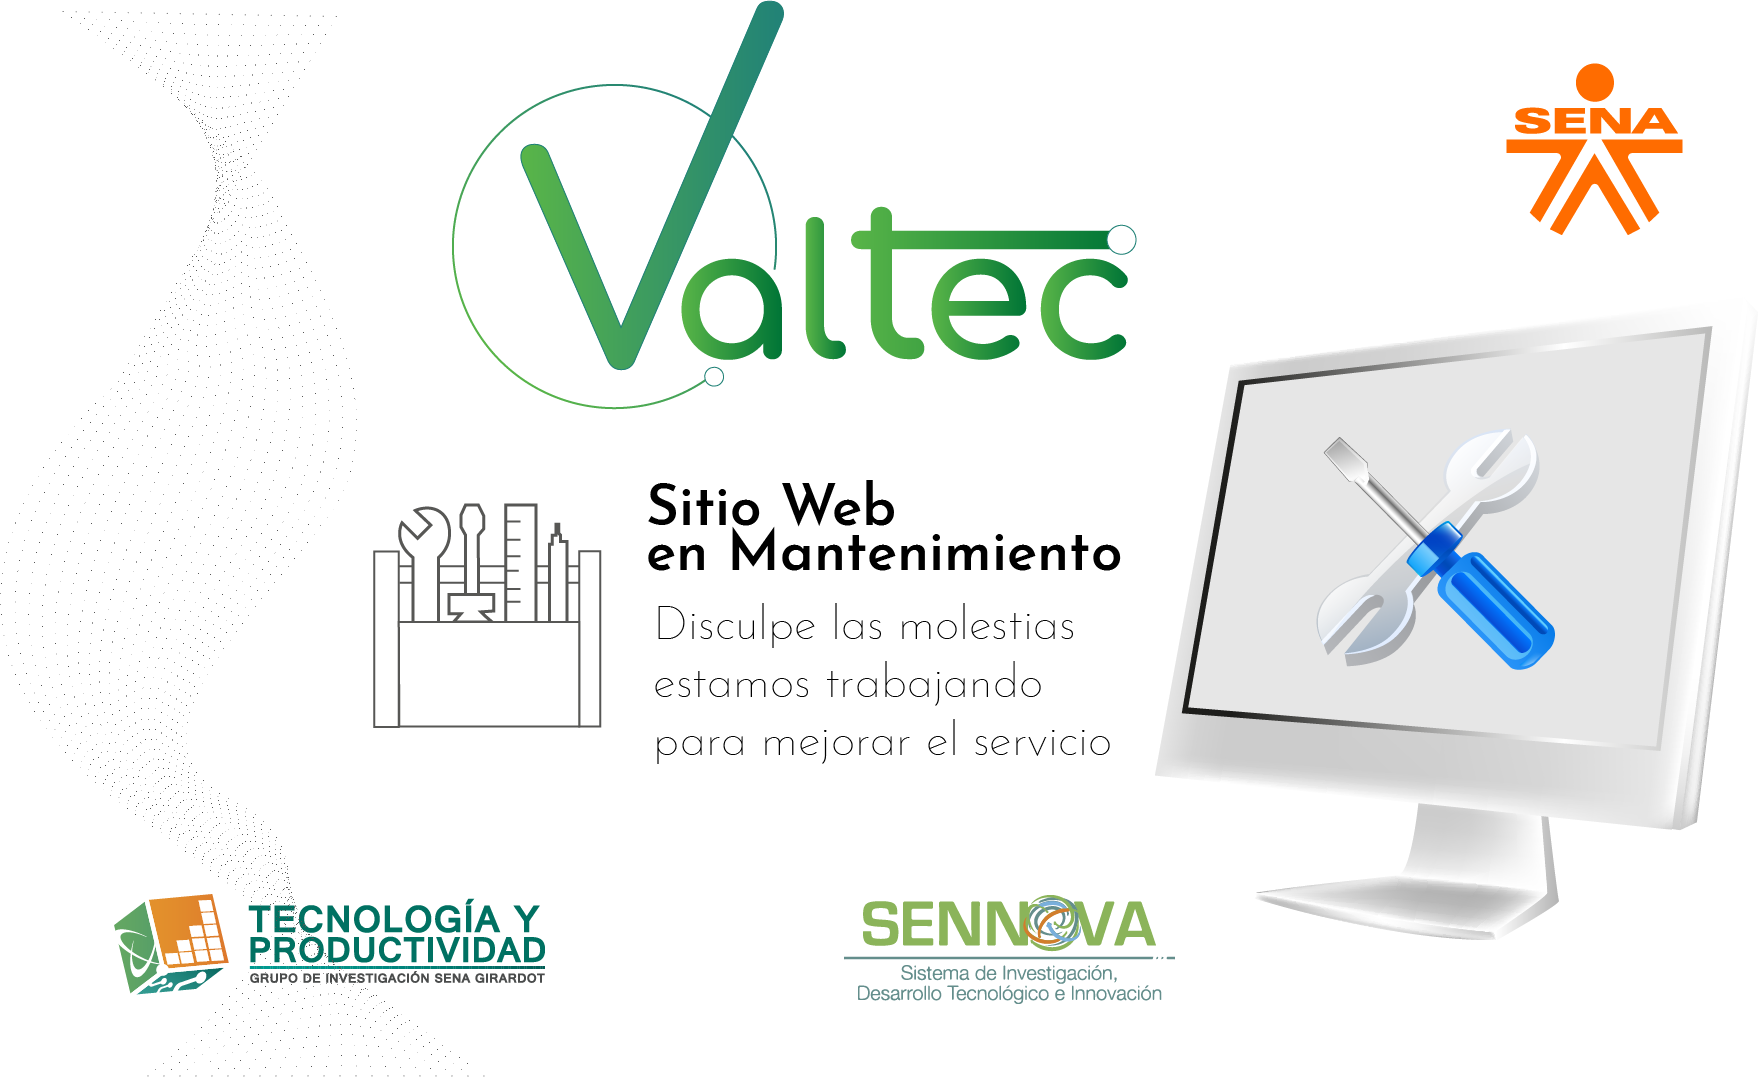 Valtec
SENA
Sitio Web
en Mantenimiento
Disculpe las molestias
estamos trabajando
para mejorar el servicio
TECNOLOGÍA Y
PRODUCTIVIDAD
GRUPO DE INVESTIGACIÓN SENA GIRARDOT
SENNOVA
Sistema de Investigación,
Desarrollo Tecnológico e Innovación